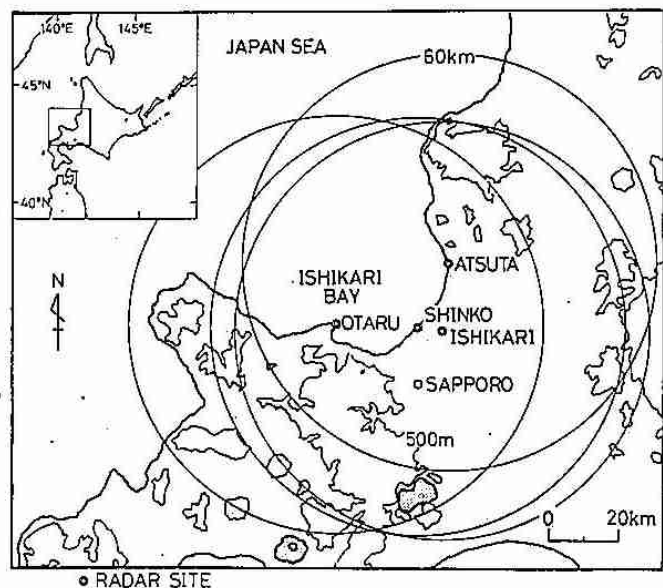 140°E 145°E
45°N
40°N
JAPAN SEA
60km
N
ATSUTA
ISHIKARI
BAY
OTARU
SHINKO
ISHIKARI
SAPPORO
500m
0 20km
RADAR SITE